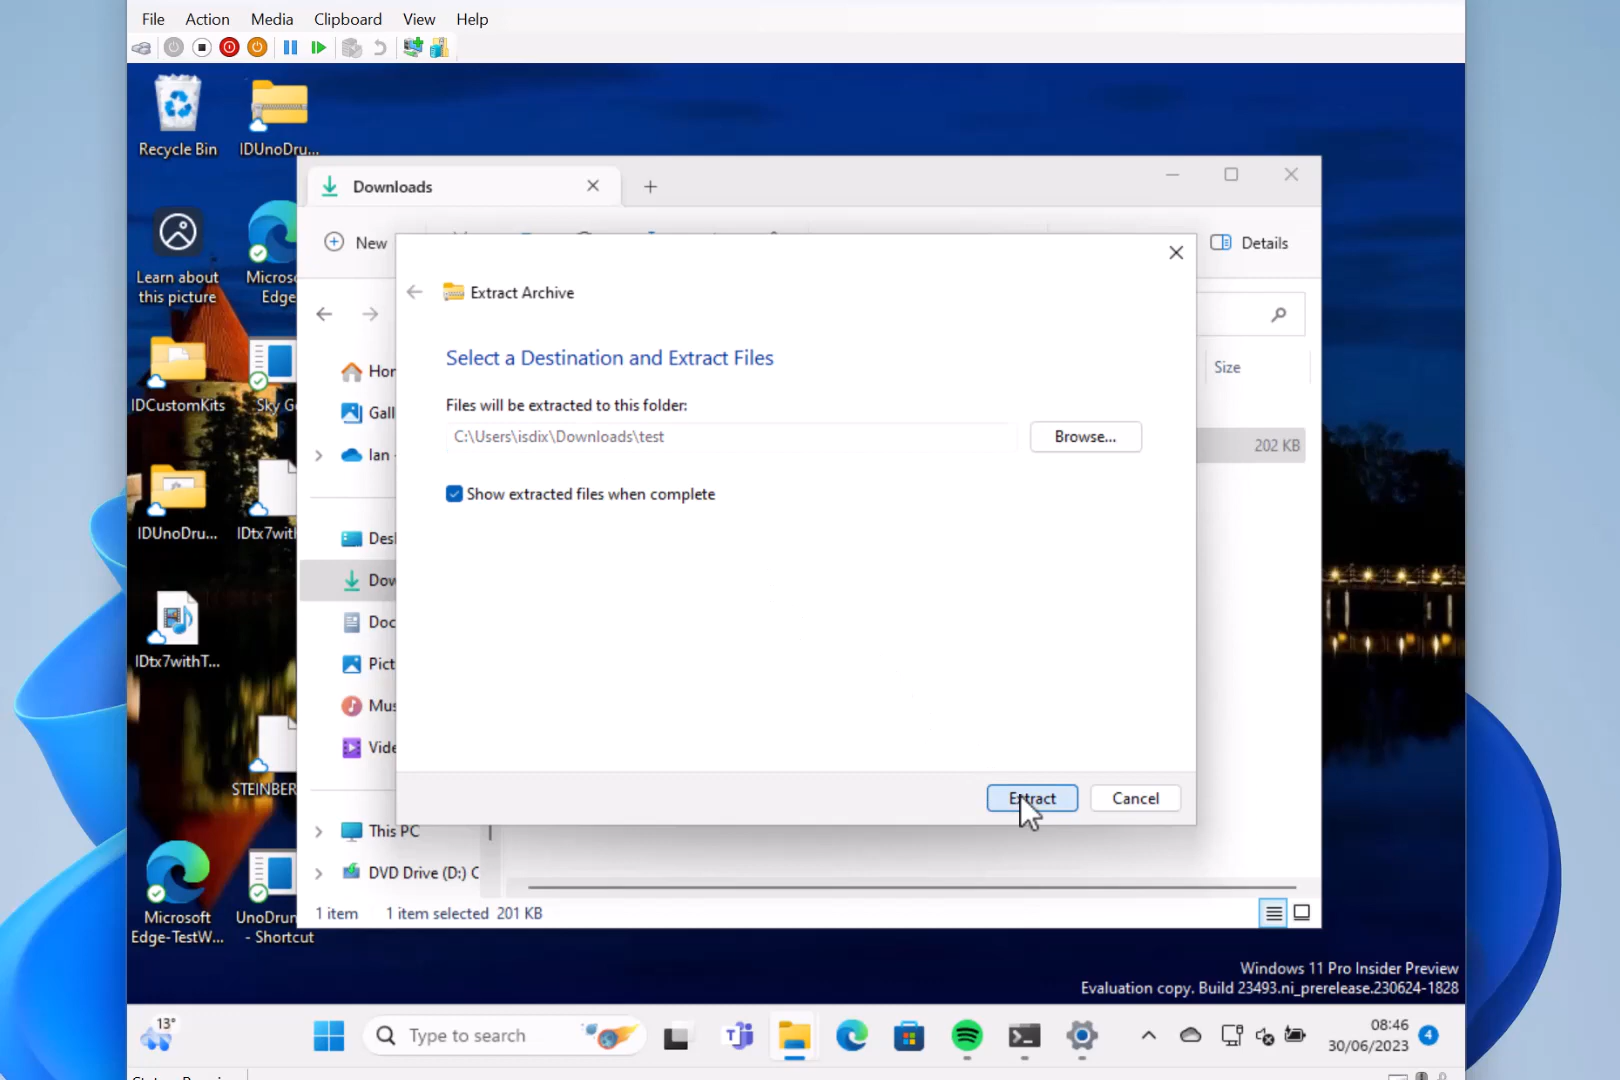 File Action Media Clipboard View Help
Recycle Bin
IDUnoDru...
Downloads
New
Details
Learn about
this picture
Microso
Edge
Extract Archive
Select a Destination and Extract Files
Size
Hor
Files will be extracted to this folder:
IDCustomKits
Sky G
Gall
C:\Users\isdix\Downloads\test
Browse...
202 KB
Ian
Show extracted files when complete
IDUnoDru...
IDtx7with
Desl
Dow
Doc
IDtx7withT...
Pict
Mus
Vide
STEINBER
Extract
Cancel
This PC
DVD Drive (D:) C
1 item
1 item selected 201 KB
Microsoft
Edge-TestW...
UnoDrun
- Shortcut
Windows 11 Pro Insider Preview
Evaluation copy. Build 23493.ni_prerelease.230624-1828
13°
Type to search
08:46
30/06/2023
4